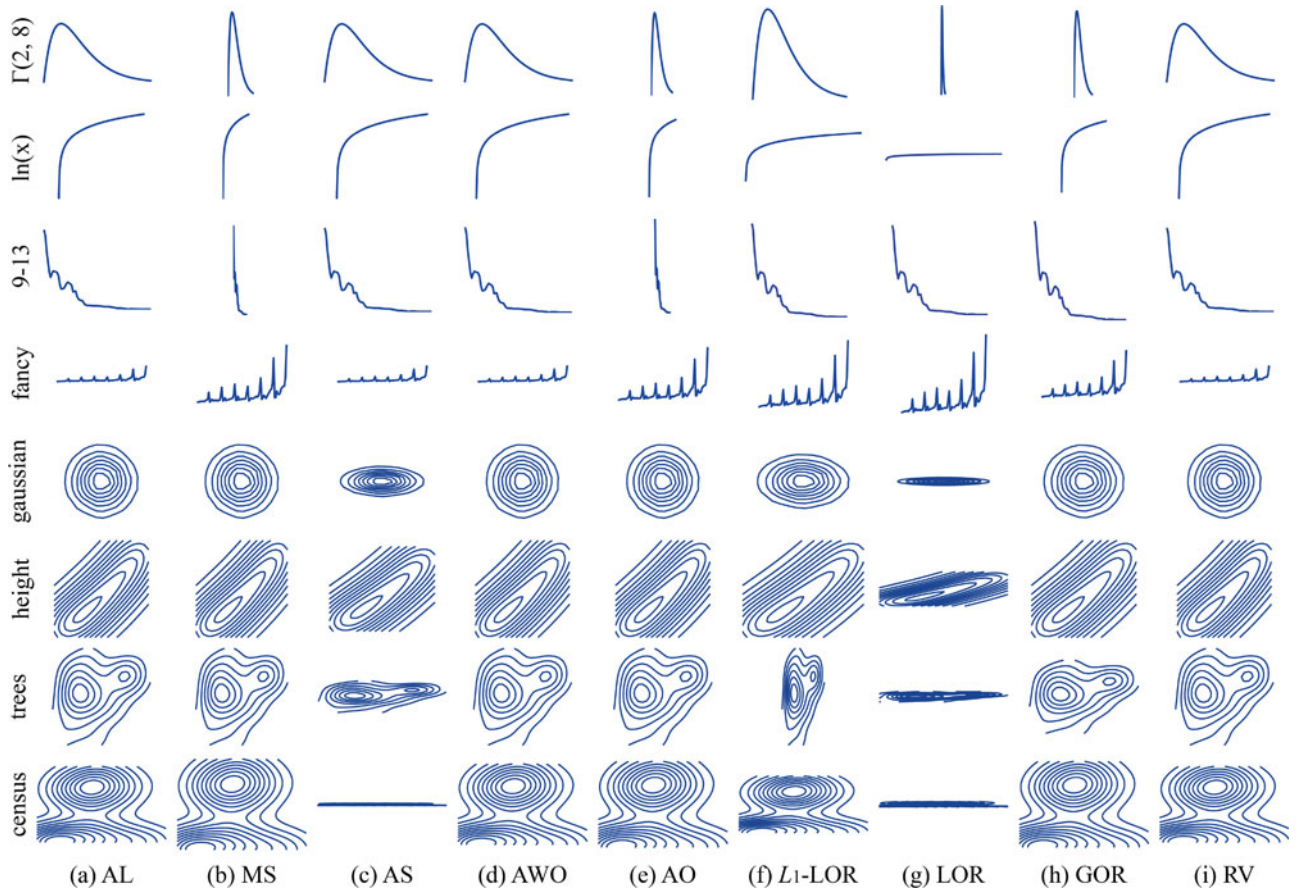 Γ(2, 8)
ln(x)
9-13
fancy
gaussian
height
trees
census
(a) AL (b) MS (c) AS (d) AWO (e) AO (f) L1-LOR (g) LOR (h) GOR (i) RV